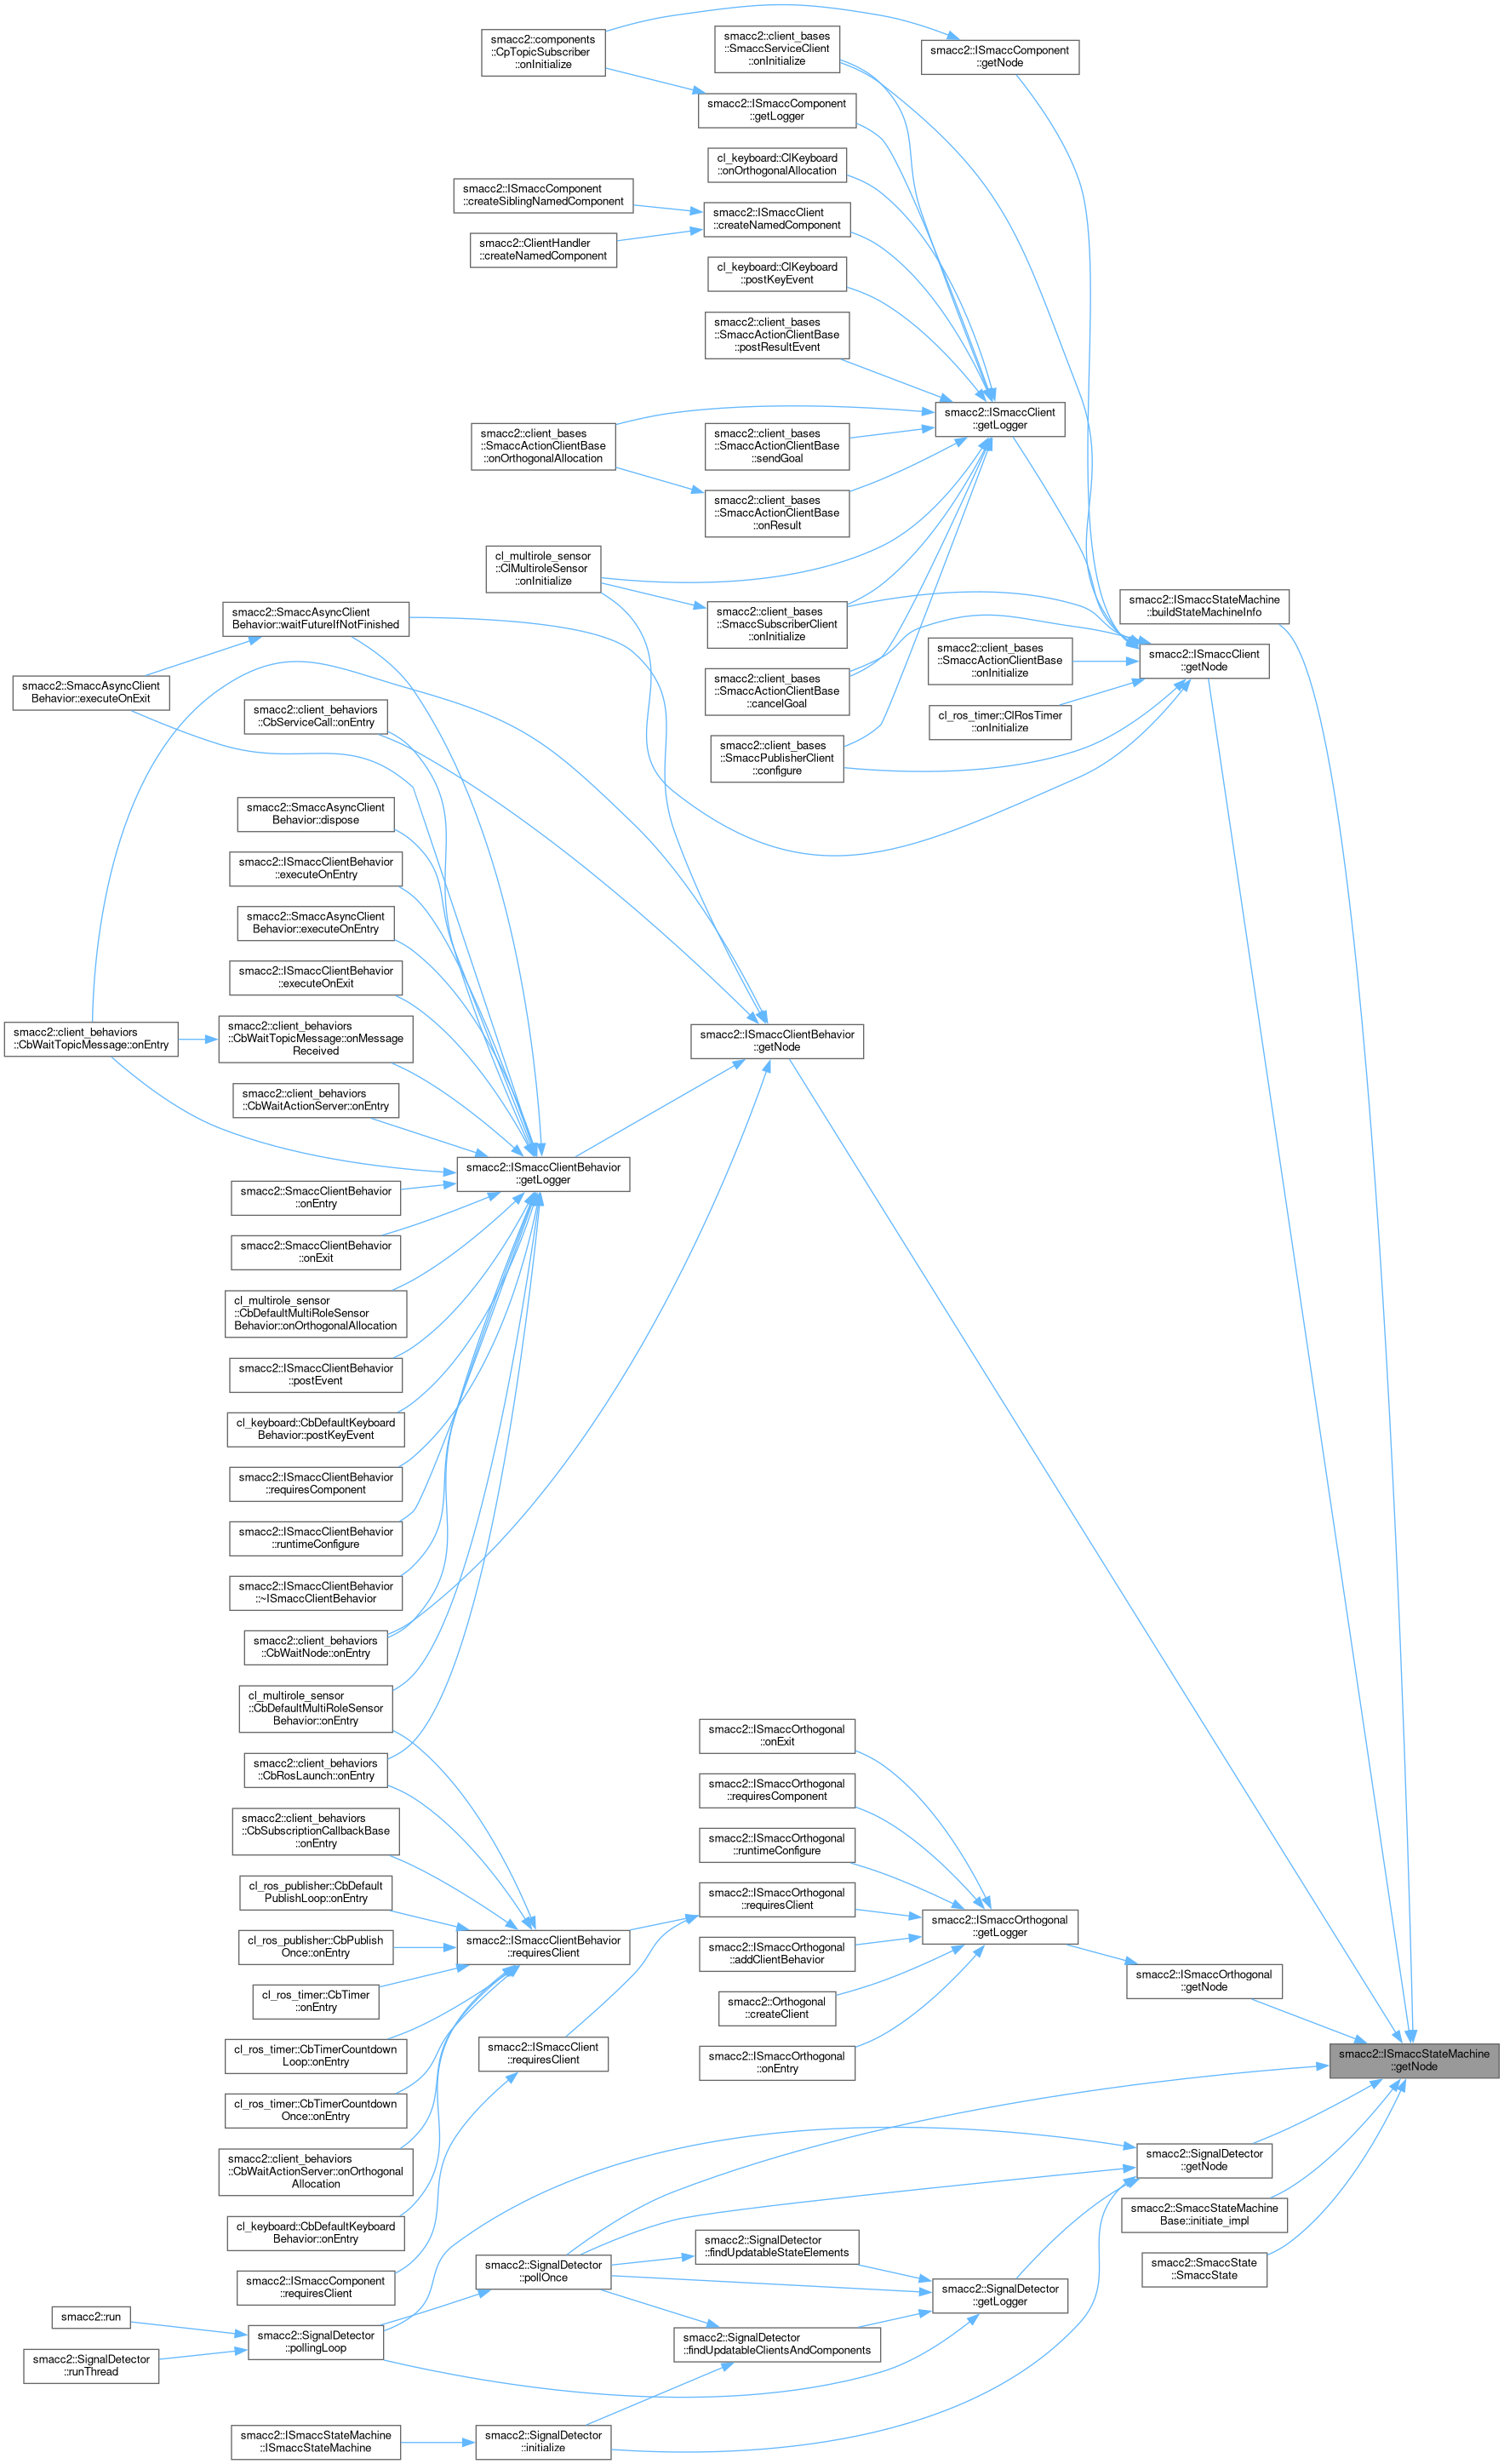 smacc2::components
::CpTopicSubscriber
::onInitialize
smacc2::client_bases
::SmaccServiceClient
::onInitialize
smacc2::ISmaccComponent
::getNode
smacc2::ISmaccComponent
::getLogger
cl_keyboard::ClKeyboard
::onOrthogonalAllocation
smacc2::ISmaccComponent
::createSiblingNamedComponent
smacc2::ISmaccClient
::createNamedComponent
smacc2::ClientHandler
::createNamedComponent
cl_keyboard::ClKeyboard
::postKeyEvent
smacc2::client_bases
::SmaccActionClientBase
::postResultEvent
smacc2::ISmaccClient
::getLogger
smacc2::client_bases
::SmaccActionClientBase
::onOrthogonalAllocation
smacc2::client_bases
::SmaccActionClientBase
::sendGoal
smacc2::client_bases
::SmaccActionClientBase
::onResult
cl_multirole_sensor
::ClMultiroleSensor
::onInitialize
smacc2::ISmaccStateMachine
::buildStateMachineInfo
smacc2::SmaccAsyncClient
Behavior::waitFutureIfNotFinished
smacc2::client_bases
::SmaccSubscriberClient
::onInitialize
smacc2::client_bases
::SmaccActionClientBase
::onInitialize
smacc2::ISmaccClient
::getNode
smacc2::SmaccAsyncClient
Behavior::executeOnExit
smacc2::client_bases
::SmaccActionClientBase
::cancelGoal
smacc2::client_behaviors
::CbServiceCall::onEntry
cl_ros_timer::ClRosTimer
::onInitialize
smacc2::client_bases
::SmaccPublisherClient
::configure
smacc2::SmaccAsyncClient
Behavior::dispose
smacc2::ISmaccClientBehavior
::executeOnEntry
smacc2::SmaccAsyncClient
Behavior::executeOnEntry
smacc2::ISmaccClientBehavior
::executeOnExit
smacc2::client_behaviors
::CbWaitTopicMessage::onEntry
smacc2::client_behaviors
::CbWaitTopicMessage::onMessage
Received
smacc2::ISmaccClientBehavior
::getNode
smacc2::client_behaviors
::CbWaitActionServer::onEntry
smacc2::ISmaccClientBehavior
::getLogger
smacc2::SmaccClientBehavior
::onEntry
smacc2::SmaccClientBehavior
::onExit
cl_multirole_sensor
::CbDefaultMultiRoleSensor
Behavior::onOrthogonalAllocation
smacc2::ISmaccClientBehavior
::postEvent
cl_keyboard::CbDefaultKeyboard
Behavior::postKeyEvent
smacc2::ISmaccClientBehavior
::requiresComponent
smacc2::ISmaccClientBehavior
::runtimeConfigure
smacc2::ISmaccClientBehavior
::~ISmaccClientBehavior
smacc2::client_behaviors
::CbWaitNode::onEntry
cl_multirole_sensor
::CbDefaultMultiRoleSensor
Behavior::onEntry
smacc2::ISmaccOrthogonal
::onExit
smacc2::client_behaviors
::CbRosLaunch::onEntry
smacc2::ISmaccOrthogonal
::requiresComponent
smacc2::client_behaviors
::CbSubscriptionCallbackBase
::onEntry
smacc2::ISmaccOrthogonal
::runtimeConfigure
cl_ros_publisher::CbDefault
PublishLoop::onEntry
smacc2::ISmaccOrthogonal
::requiresClient
smacc2::ISmaccOrthogonal
::getLogger
cl_ros_publisher::CbPublish
Once::onEntry
smacc2::ISmaccClientBehavior
::requiresClient
smacc2::ISmaccOrthogonal
::addClientBehavior
smacc2::ISmaccOrthogonal
::getNode
cl_ros_timer::CbTimer
::onEntry
smacc2::Orthogonal
::createClient
cl_ros_timer::CbTimerCountdown
Loop::onEntry
smacc2::ISmaccClient
::requiresClient
smacc2::ISmaccOrthogonal
::onEntry
smacc2::ISmaccStateMachine
::getNode
cl_ros_timer::CbTimerCountdown
Once::onEntry
smacc2::client_behaviors
::CbWaitActionServer::onOrthogonal
Allocation
smacc2::SignalDetector
::getNode
cl_keyboard::CbDefaultKeyboard
Behavior::onEntry
smacc2::SmaccStateMachine
Base::initiate_impl
smacc2::ISmaccComponent
::requiresClient
smacc2::SignalDetector
::pollOnce
smacc2::SignalDetector
::findUpdatableStateElements
smacc2::SmaccState
::SmaccState
smacc2::SignalDetector
::getLogger
smacc2::run
smacc2::SignalDetector
::pollingLoop
smacc2::SignalDetector
::findUpdatableClientsAndComponents
smacc2::SignalDetector
::runThread
smacc2::ISmaccStateMachine
::ISmaccStateMachine
smacc2::SignalDetector
::initialize